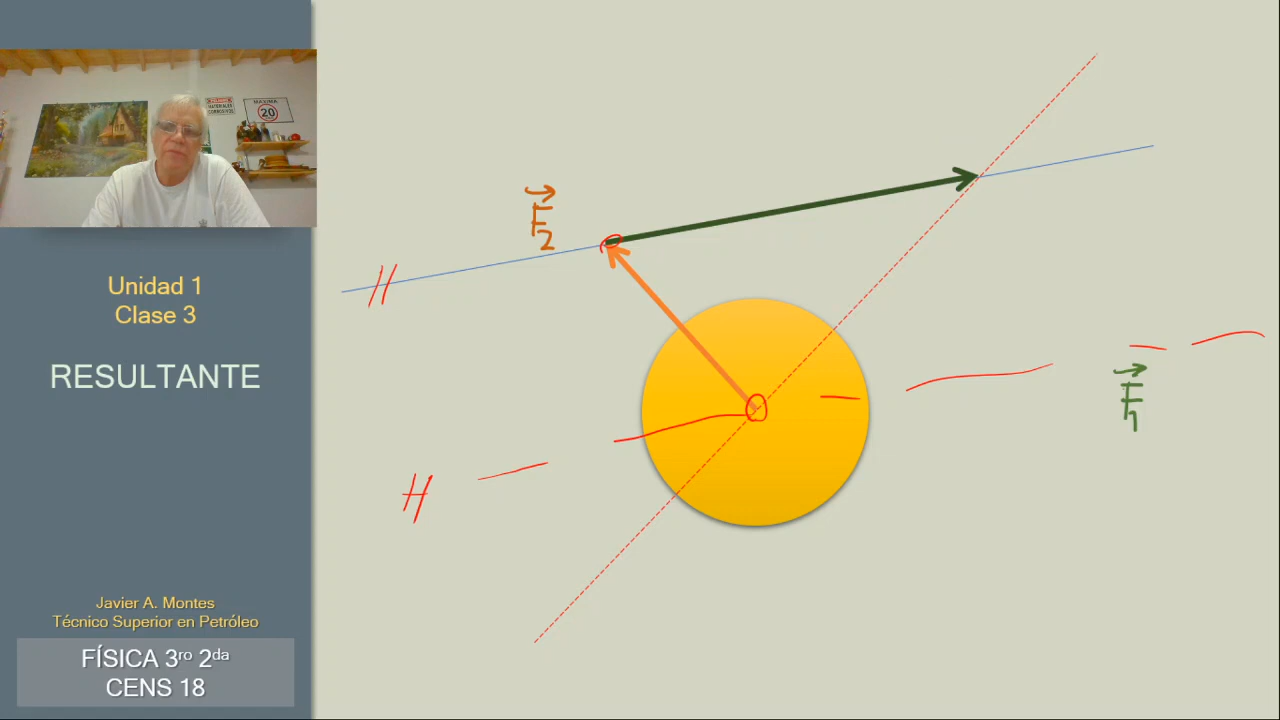 MAXIMA
20
Unidad 1
Clase 3
RESULTANTE
Javier A. Montes
Técnico Superior en Petróleo
FÍSICA 3ro 2da
CENS 18
F2
F1